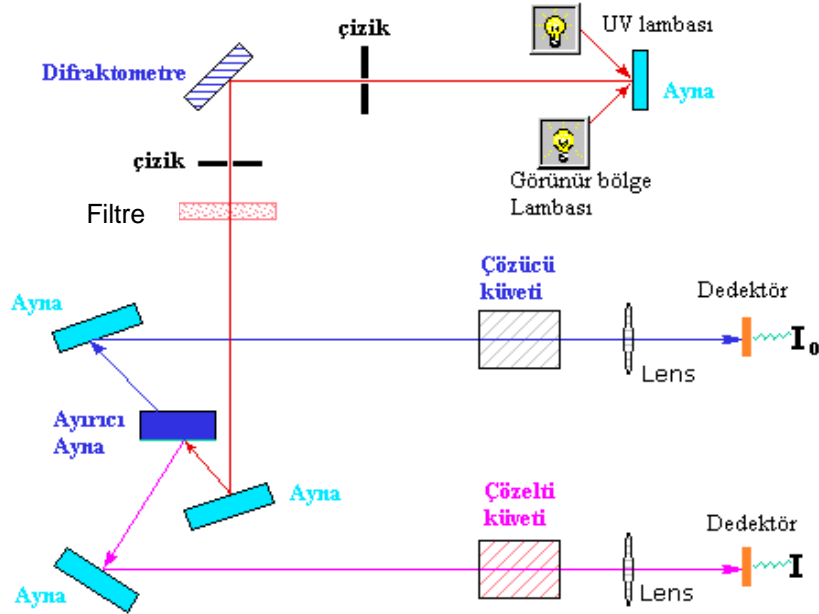 çizik
UV lambası
Difraktometre
Ayna
çizik
Görünür bölge
Lambası
Filtre
Ayna
Çözücü
küveti
Dedektör
I₀
Lens
Ayırıcı
Ayna
Ayna
Çözelti
küveti
Dedektör
I
Lens
Ayna